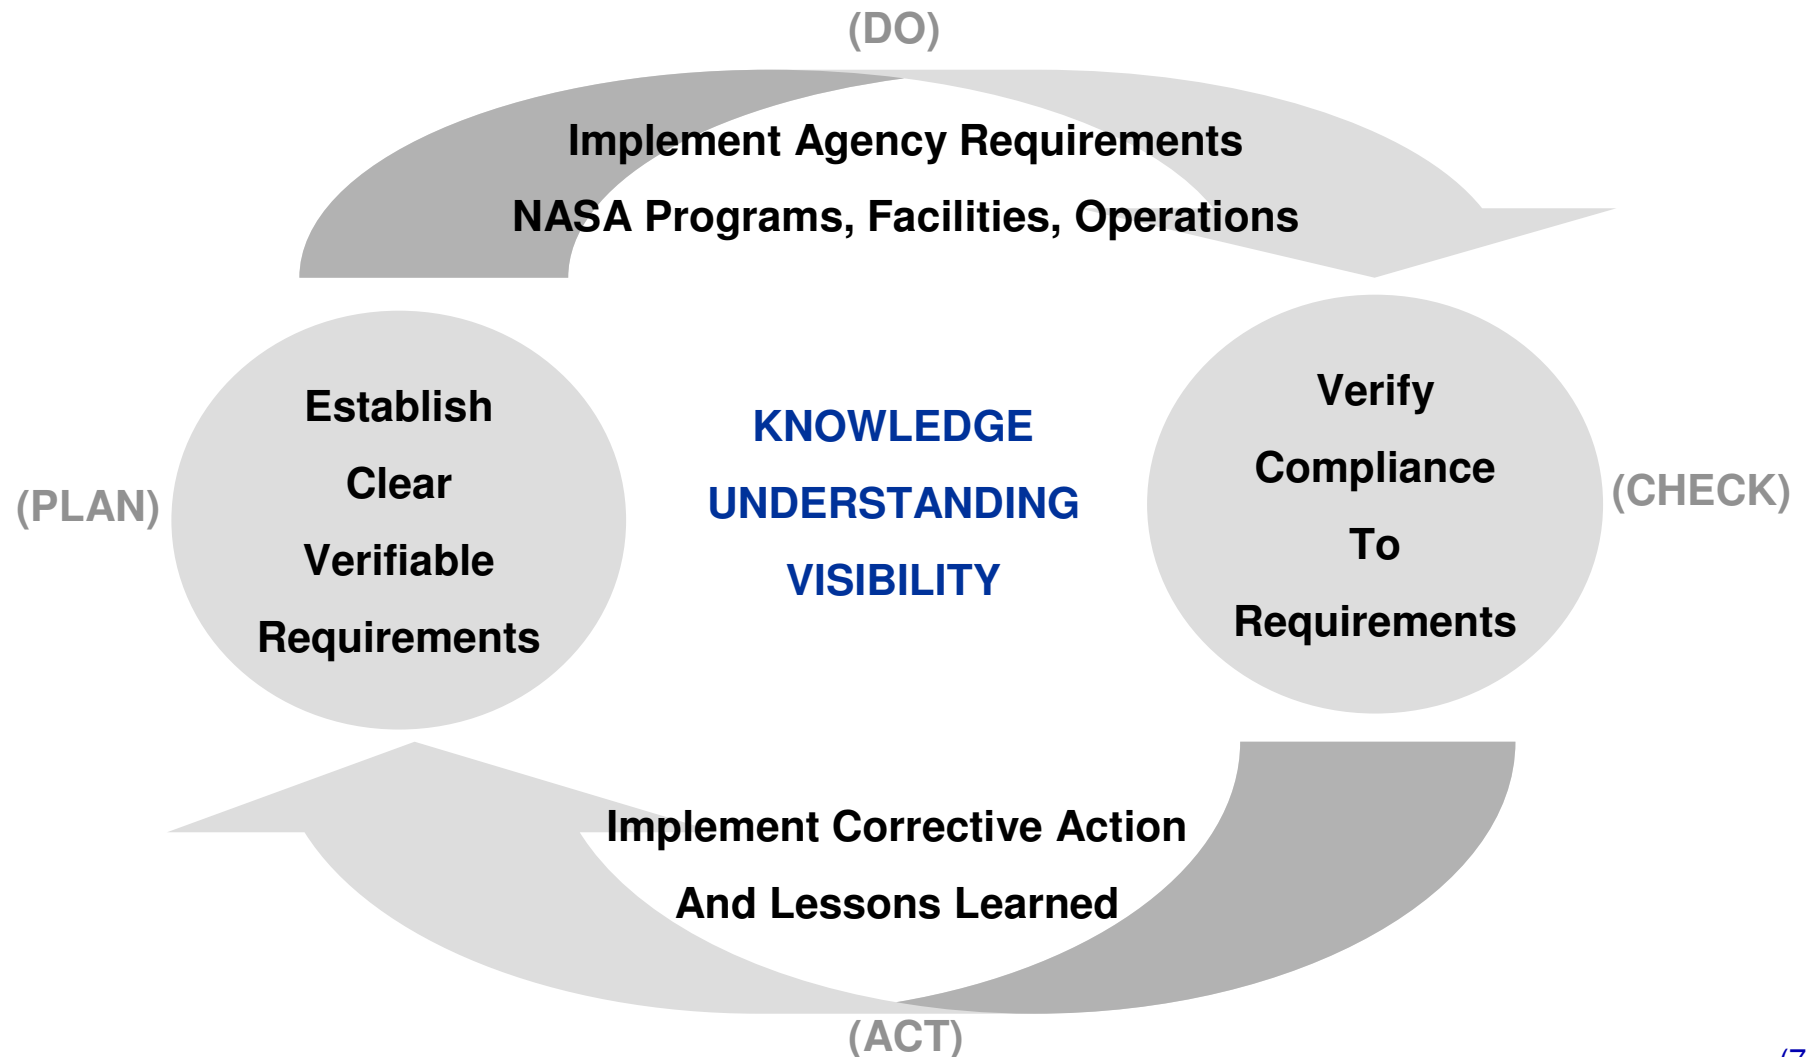 (DO)
Implement Agency Requirements
NASA Programs, Facilities, Operations
(PLAN)
Establish
Clear
Verifiable
Requirements
KNOWLEDGE
UNDERSTANDING
VISIBILITY
Verify
Compliance
To
Requirements
(CHECK)
Implement Corrective Action
And Lessons Learned
(ACT)